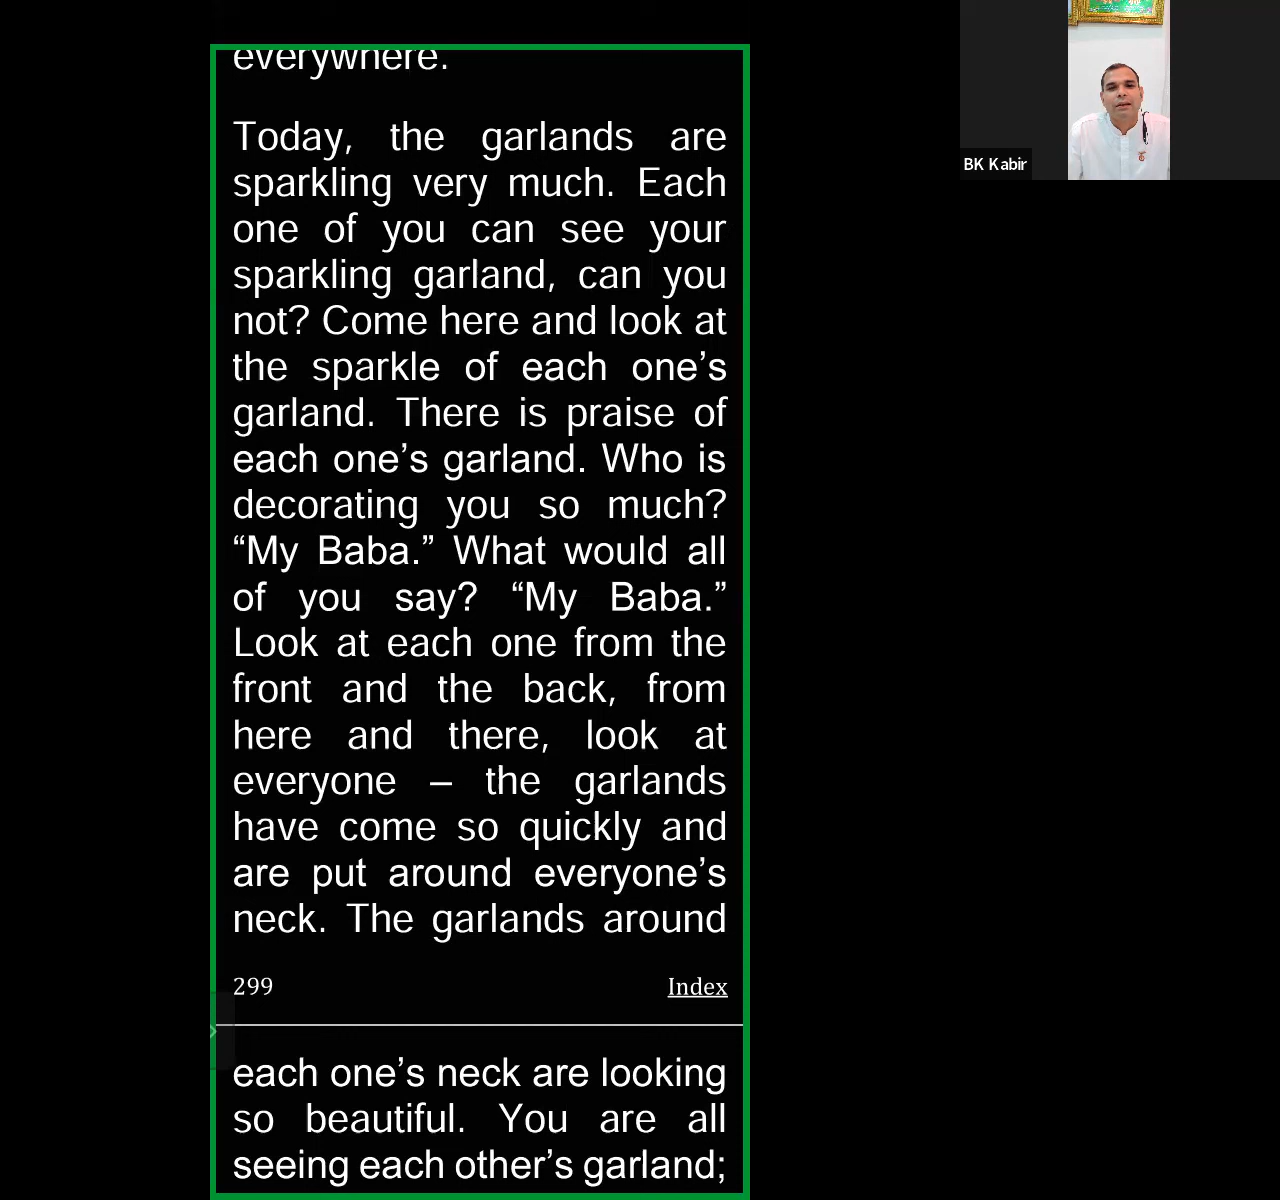 everywhere.
Today, the garlands are
sparkling very much. Each
one of you can see your
sparkling garland, can you
not? Come here and look at
the sparkle of each one’s
garland. There is praise of
each one’s garland. Who is
decorating you so much?
“My Baba.” What would all
of you say? “My Baba.”
Look at each one from the
front and the back, from
here and there, look at
everyone – the garlands
have come so quickly and
are put around everyone’s
neck. The garlands around
299 Index
each one’s neck are looking
so beautiful. You are all
seeing each other’s garland;
BK Kabir